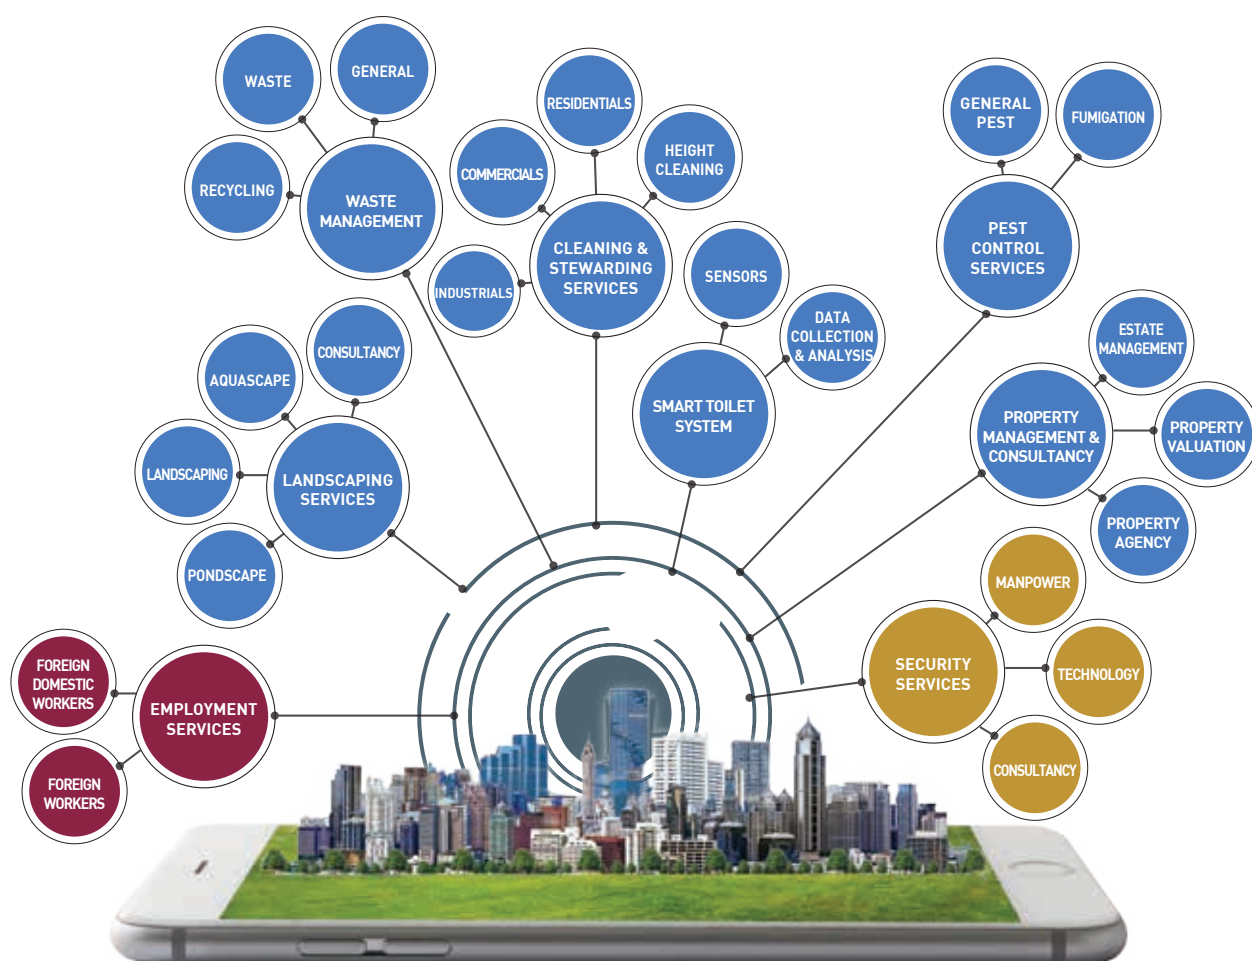 WASTE
GENERAL
RECYCLING
WASTE
MANAGEMENT
RESIDENTIALS
COMMERCIALS
HEIGHT
CLEANING
INDUSTRIALS
CLEANING &
STEWARDING
SERVICES
SENSORS
DATA
COLLECTION
& ANALYSIS
SMART TOILET
SYSTEM
GENERAL
PEST
FUMIGATION
PEST
CONTROL
SERVICES
ESTATE
MANAGEMENT
PROPERTY
VALUATION
PROPERTY
AGENCY
PROPERTY
MANAGEMENT &
CONSULTANCY
CONSULTANCY
AQUASCAPE
LANDSCAPING
PONDSCAPE
LANDSCAPING
SERVICES
MANPOWER
TECHNOLOGY
CONSULTANCY
SECURITY
SERVICES
FOREIGN
DOMESTIC
WORKERS
FOREIGN
WORKERS
EMPLOYMENT
SERVICES